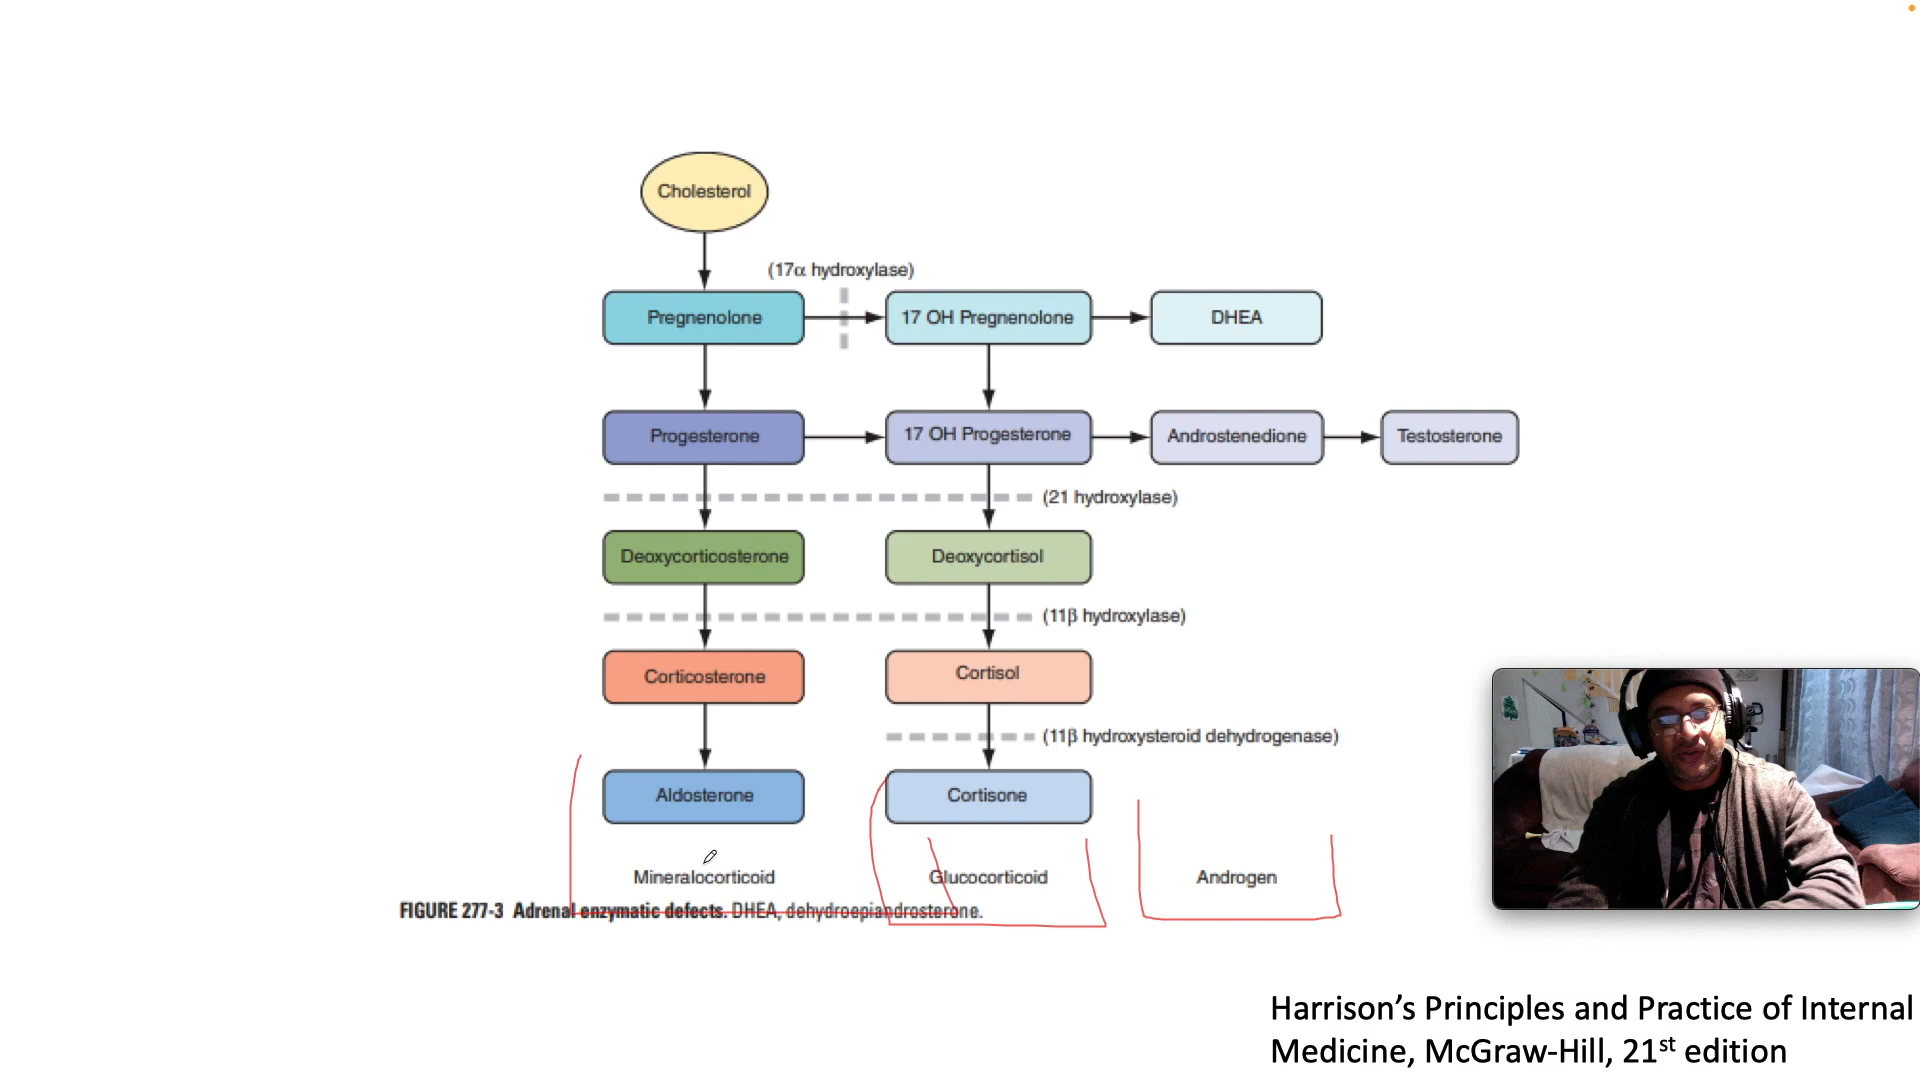 Cholesterol
(17α hydroxylase)
Pregnenolone
17 OH Pregnenolone
DHEA
Progesterone
17 OH Progesterone
Androstenedione
Testosterone
(21 hydroxylase)
Deoxycorticosterone
Deoxycortisol
(11β hydroxylase)
Corticosterone
Cortisol
(11β hydroxysteroid dehydrogenase)
Aldosterone
Cortisone
Mineralocorticoid
Glucocorticoid
Androgen
FIGURE 277-3 Adrenal enzymatic defects. DHEA, dehydroepiandrosterone.
Harrison’s Principles and Practice of Internal
Medicine, McGraw-Hill, 21st edition